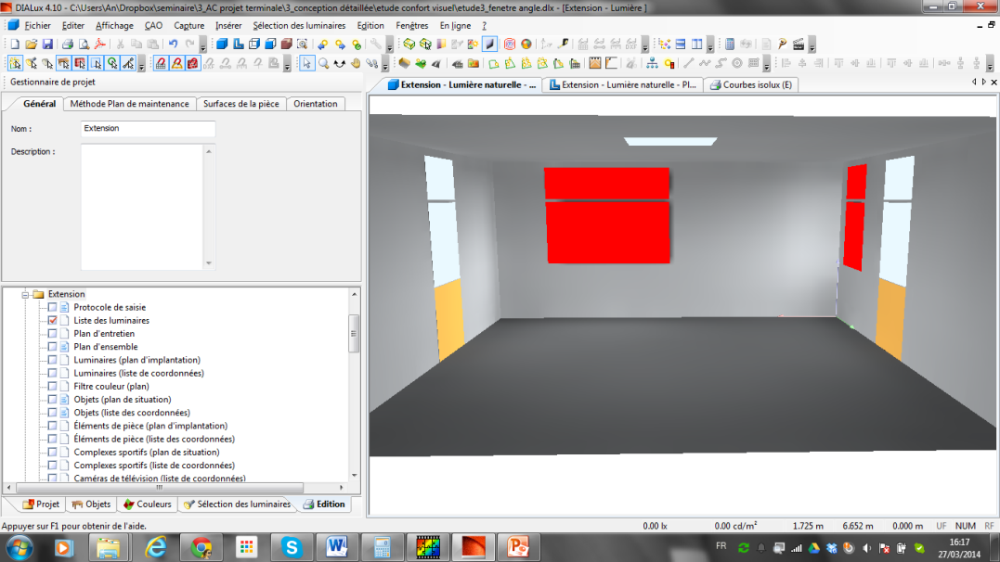 DIALux 4.10 - C:\Users\An\Dropbox\seminaire\3_AC projet terminale\3_conception détaillée\etude confort visuel\etude3_fenetre angle.dlx - [Extension - Lumière ]
Fichier Editer Affichage CAO Capture Insérer Sélection des luminaires Edition Fenêtres En ligne ?
Gestionnaire de projet
Extension - Lumière naturelle - ... Extension - Lumière naturelle - Pl... Courbes isolux (E)
Général Méthode Plan de maintenance Surfaces de la pièce Orientation
Nom : Extension
Description :
Extension
Protocole de saisie
Liste des luminaires
Plan d'entretien
Plan d'ensemble
Luminaires (plan d'implantation)
Luminaires (liste de coordonnées)
Filtre couleur (plan)
Objets (plan de situation)
Objets (liste des coordonnées)
Éléments de pièce (plan d'implantation)
Éléments de pièce (liste des coordonnées)
Complexes sportifs (plan de situation)
Complexes sportifs (liste de coordonnées)
Caméras de télévision (liste de coordonnées)
Projet Objets Couleurs Sélection des luminaires Edition
Appuyer sur F1 pour obtenir de l'aide. 0.00 lx 0.00 cd/m² 1.725 m 6.652 m 0.000 m UF NUM RF
FR 16:17
27/03/2014